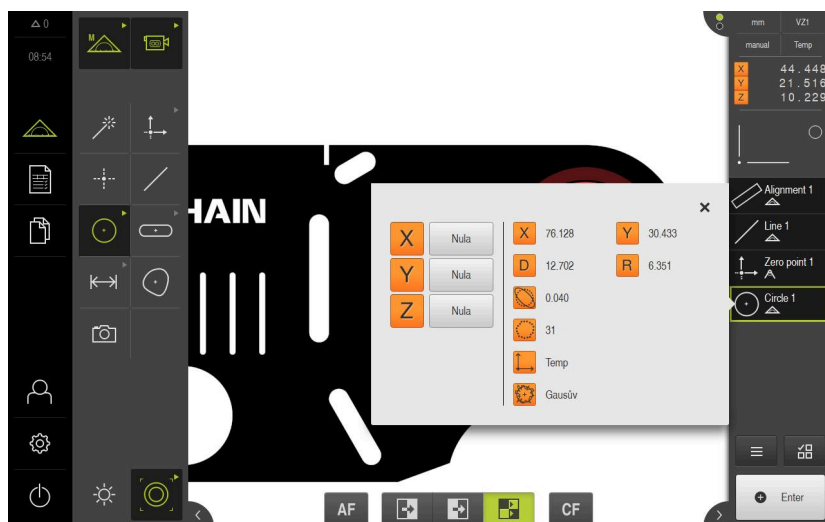 0
08:54
M
HAIN
mm VZ1
manual Temp
X 44.448
Y 21.516
Z 10.229
Alignment 1
Line 1
Zero point 1
Circle 1
X Nula
Y Nula
Z Nula
X 76.128 Y 30.433
D 12.702 R 6.351
0.040
31
Temp
Gausův
AF
CF
Enter